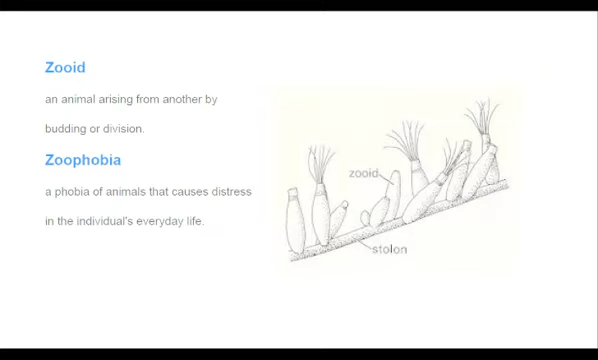 Zooid
an animal arising from another by
budding or division.
Zoophobia
a phobia of animals that causes distress
in the individual's everyday life.
zooid
stolon